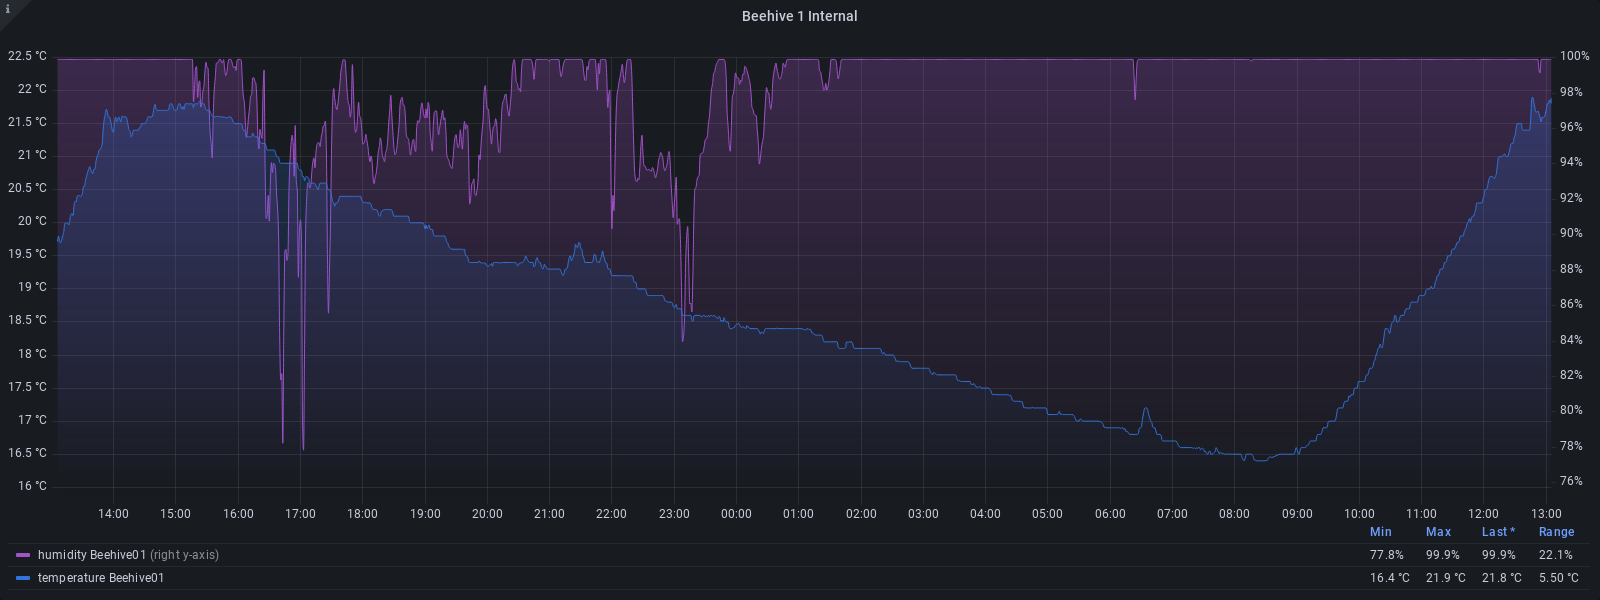 i
Beehive 1 Internal
22.5 °C
22 °C
21.5 °C
21 °C
20.5 °C
20 °C
19.5 °C
19 °C
18.5 °C
18 °C
17.5 °C
17 °C
16.5 °C
16 °C
100%
98%
96%
94%
92%
90%
88%
86%
84%
82%
80%
78%
76%
14:00 15:00 16:00 17:00 18:00 19:00 20:00 21:00 22:00 23:00 00:00 01:00 02:00 03:00 04:00 05:00 06:00 07:00 08:00 09:00 10:00 11:00 12:00 13:00
Min Max Last * Range
humidity Beehive01 (right y-axis) 77.8% 99.9% 99.9% 22.1%
temperature Beehive01 16.4 °C 21.9 °C 21.8 °C 5.50 °C